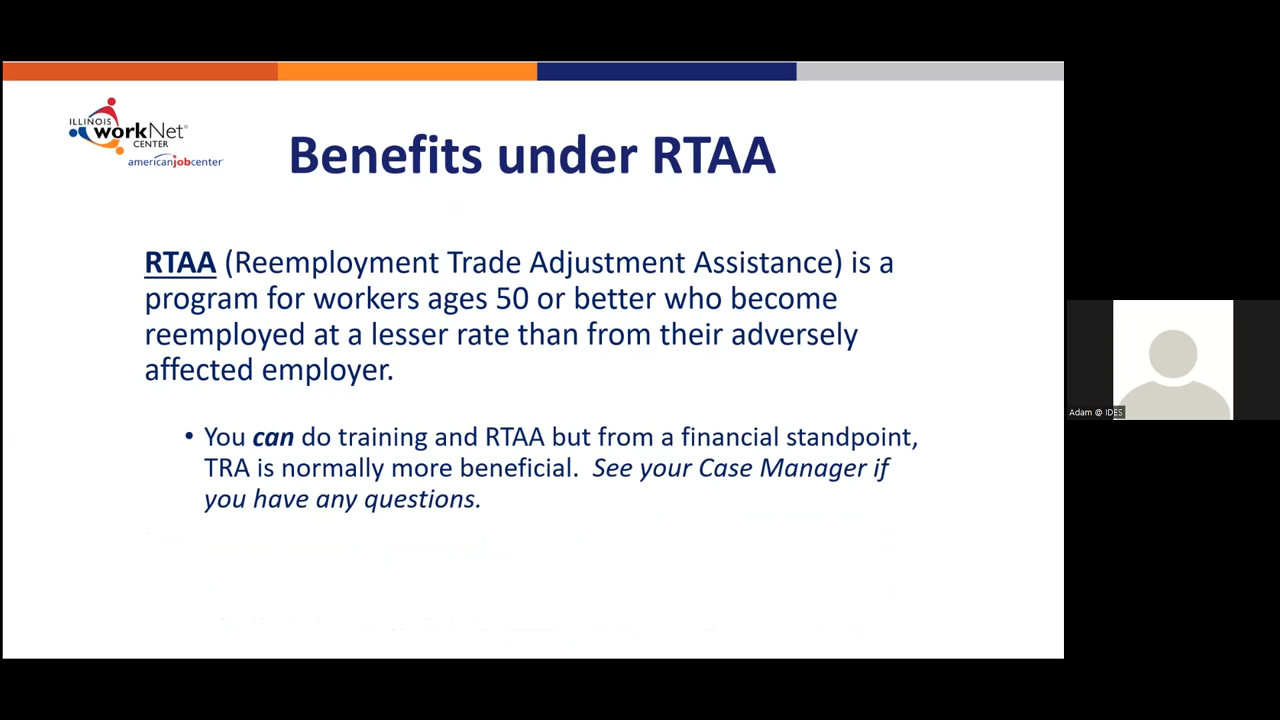 ILLINOIS
workNet®
CENTER
americanjobcenter
Benefits under RTAA
RTAA (Reemployment Trade Adjustment Assistance) is a
program for workers ages 50 or better who become
reemployed at a lesser rate than from their adversely
affected employer.
• You can do training and RTAA but from a financial standpoint,
TRA is normally more beneficial. See your Case Manager if
you have any questions.
Adam @ IDES